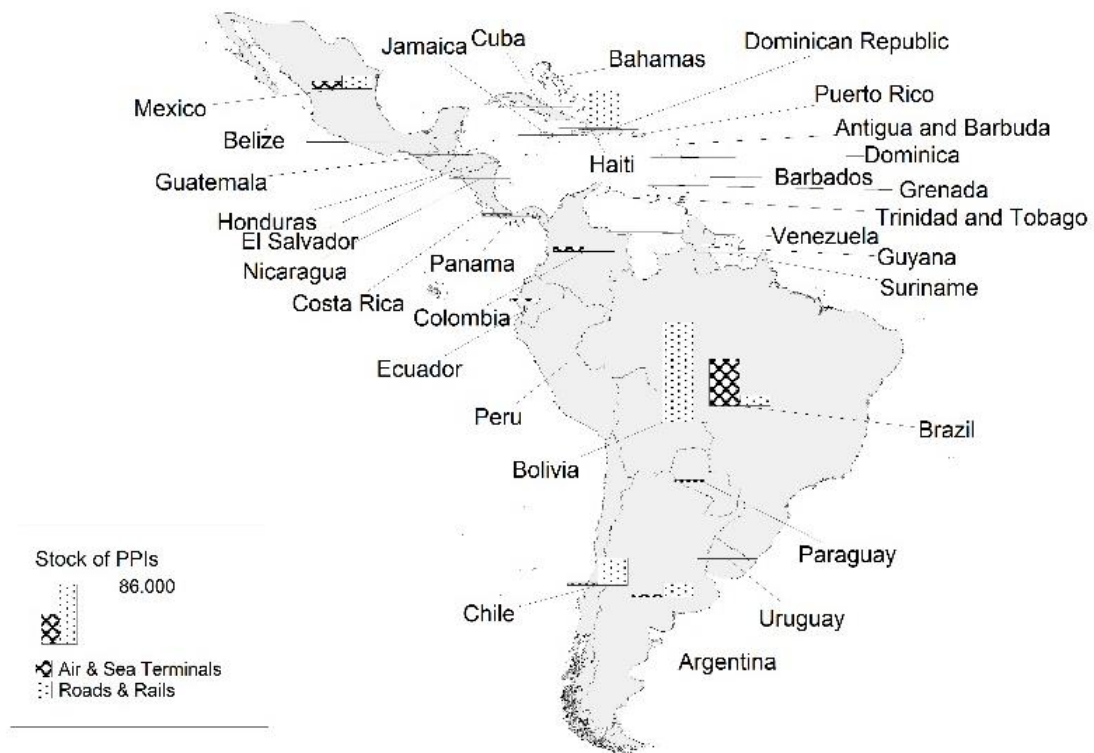 Cuba
Jamaica
Dominican Republic
Bahamas
Mexico
Puerto Rico
Belize
Antigua and Barbuda
Haiti
Dominica
Guatemala
Barbados
Grenada
Honduras
Trinidad and Tobago
El Salvador
Venezuela
Nicaragua
Panama
Guyana
Costa Rica
Suriname
Colombia
Ecuador
Peru
Brazil
Bolivia
Paraguay
Chile
Uruguay
Argentina
Stock of PPIs
86.000
Air & Sea Terminals
Roads & Rails